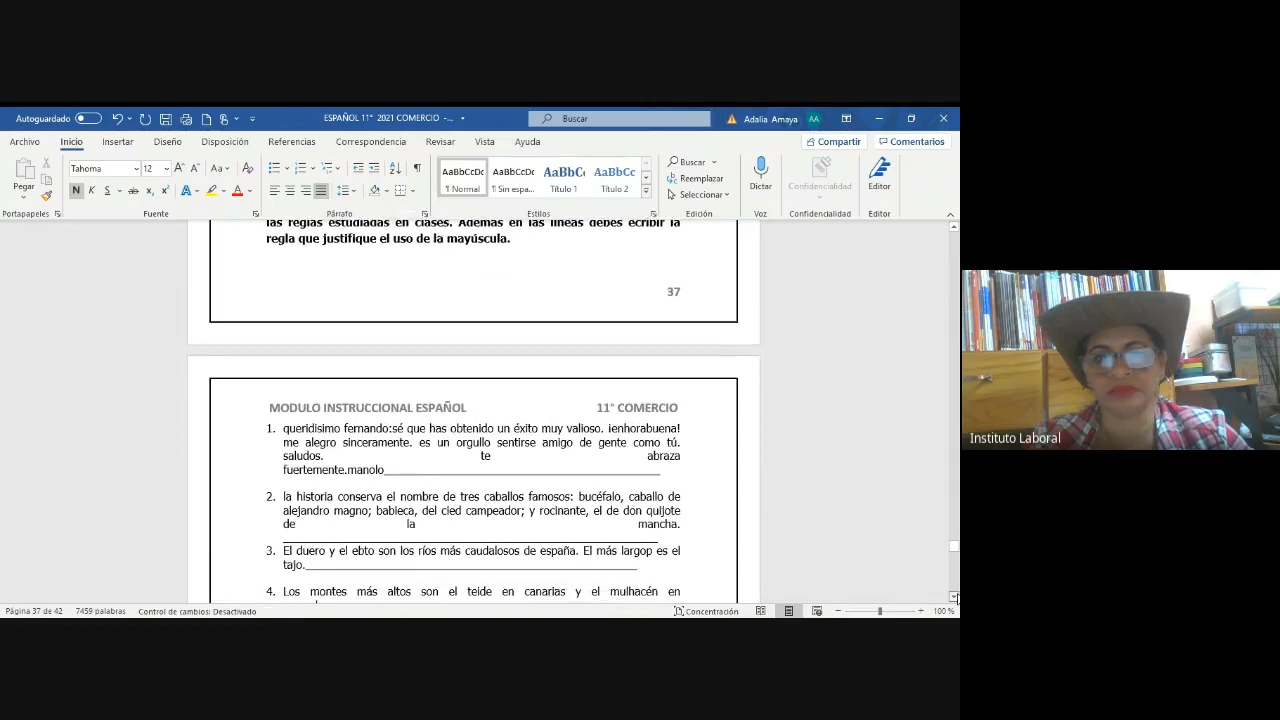 Autoguardado
ESPAÑOL 11° 2021 COMERCIO -...
Buscar
Adalia Amaya
AA
Archivo Inicio Insertar Diseño Disposición Referencias Correspondencia Revisar Vista Ayuda
Compartir Comentarios
Pegar
Tahoma 12
Aa
N K S ab x₂ x²
A A
AaBbCcDc AaBbCcDc AaBbCc AaBbCc
¶ Normal ¶ Sin espa... Título 1 Título 2
Buscar
Reemplazar
Seleccionar
Dictar
Confidencialidad
Editor
Portapapeles Fuente Párrafo Estilos Edición Voz Confidencialidad Editor
las reglas estudiadas en clases. Además en las líneas debes ecribir la
regla que justifique el uso de la mayúscula.
37
MODULO INSTRUCCIONAL ESPAÑOL 11° COMERCIO
1. queridisimo fernando:sé que has obtenido un éxito muy valioso. ienhorabuena!
me alegro sinceramente. es un orgullo sentirse amigo de gente como tú.
saludos. te abraza
fuertemente.manolo
2. la historia conserva el nombre de tres caballos famosos: bucéfalo, caballo de
alejandro magno; babieca, del cied campeador; y rocinante, el de don quijote
de la mancha.
3. El duero y el ebto son los ríos más caudalosos de españa. El más largop es el
tajo.
4. Los montes más altos son el teide en canarias y el mulhacén en
Página 37 de 42 7459 palabras Control de cambios: Desactivado
Concentración
100 %
Instituto Laboral